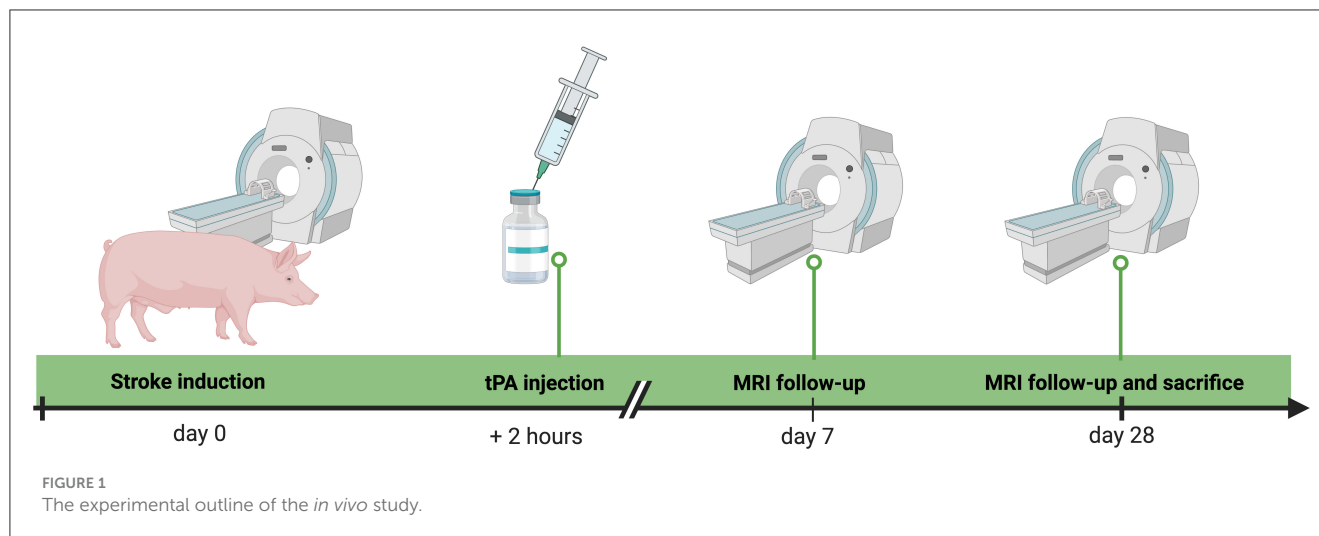 Stroke induction
tPA injection
MRI follow-up
MRI follow-up and sacrifice
day 0
+ 2 hours
day 7
day 28
FIGURE 1
The experimental outline of the in vivo study.